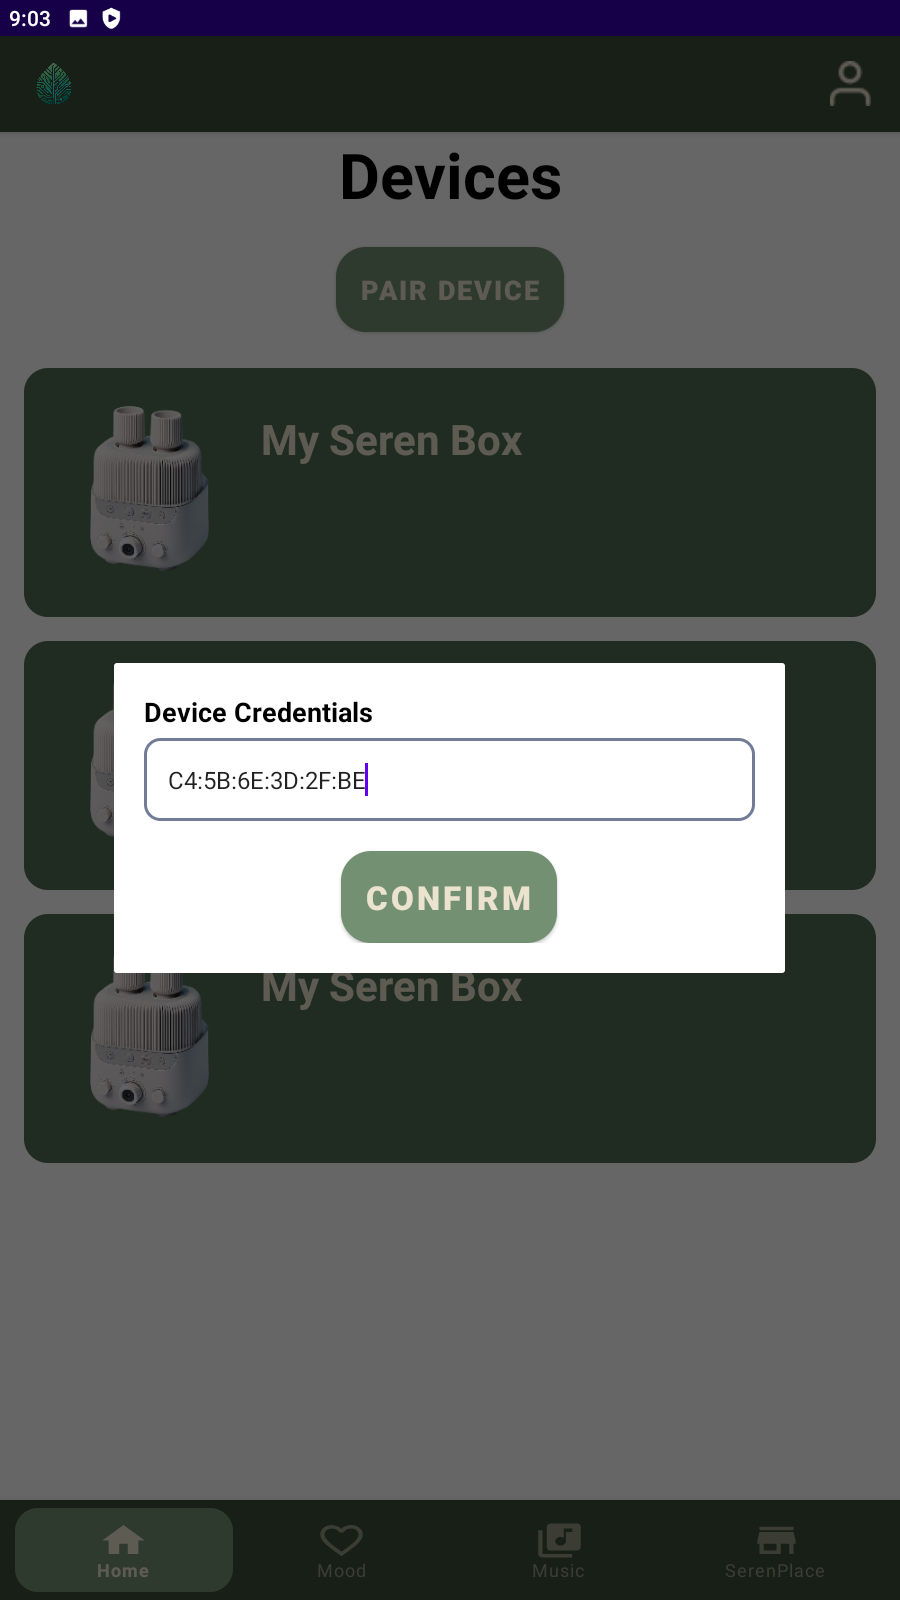 9:03
Devices
PAIR DEVICE
My Seren Box
Device Credentials
C4:5B:6E:3D:2F:BE
CONFIRM
My Seren Box
Home
Mood
Music
SerenPlace